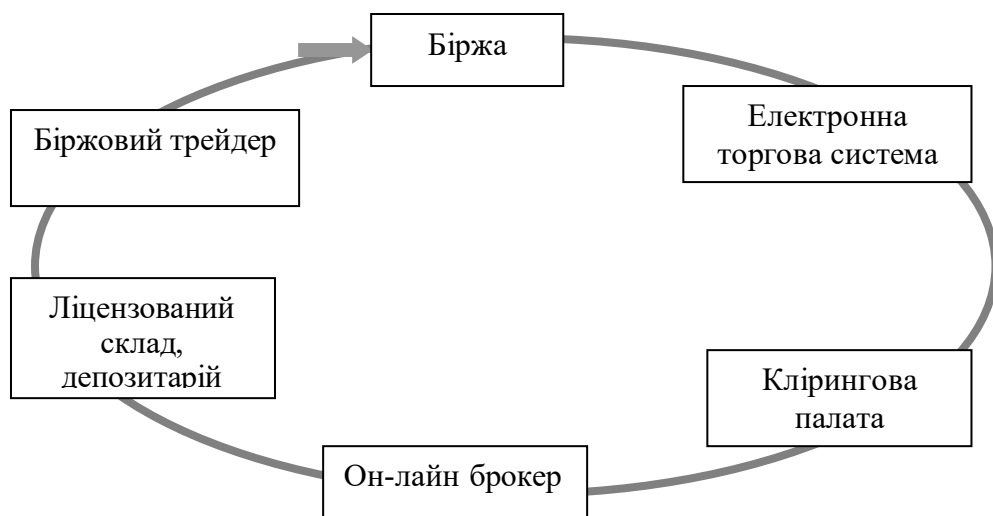 Біржа
Електронна
торгова система
Біржовий трейдер
Ліцензований
склад,
депозитарій
Клірингова
палата
Он-лайн брокер